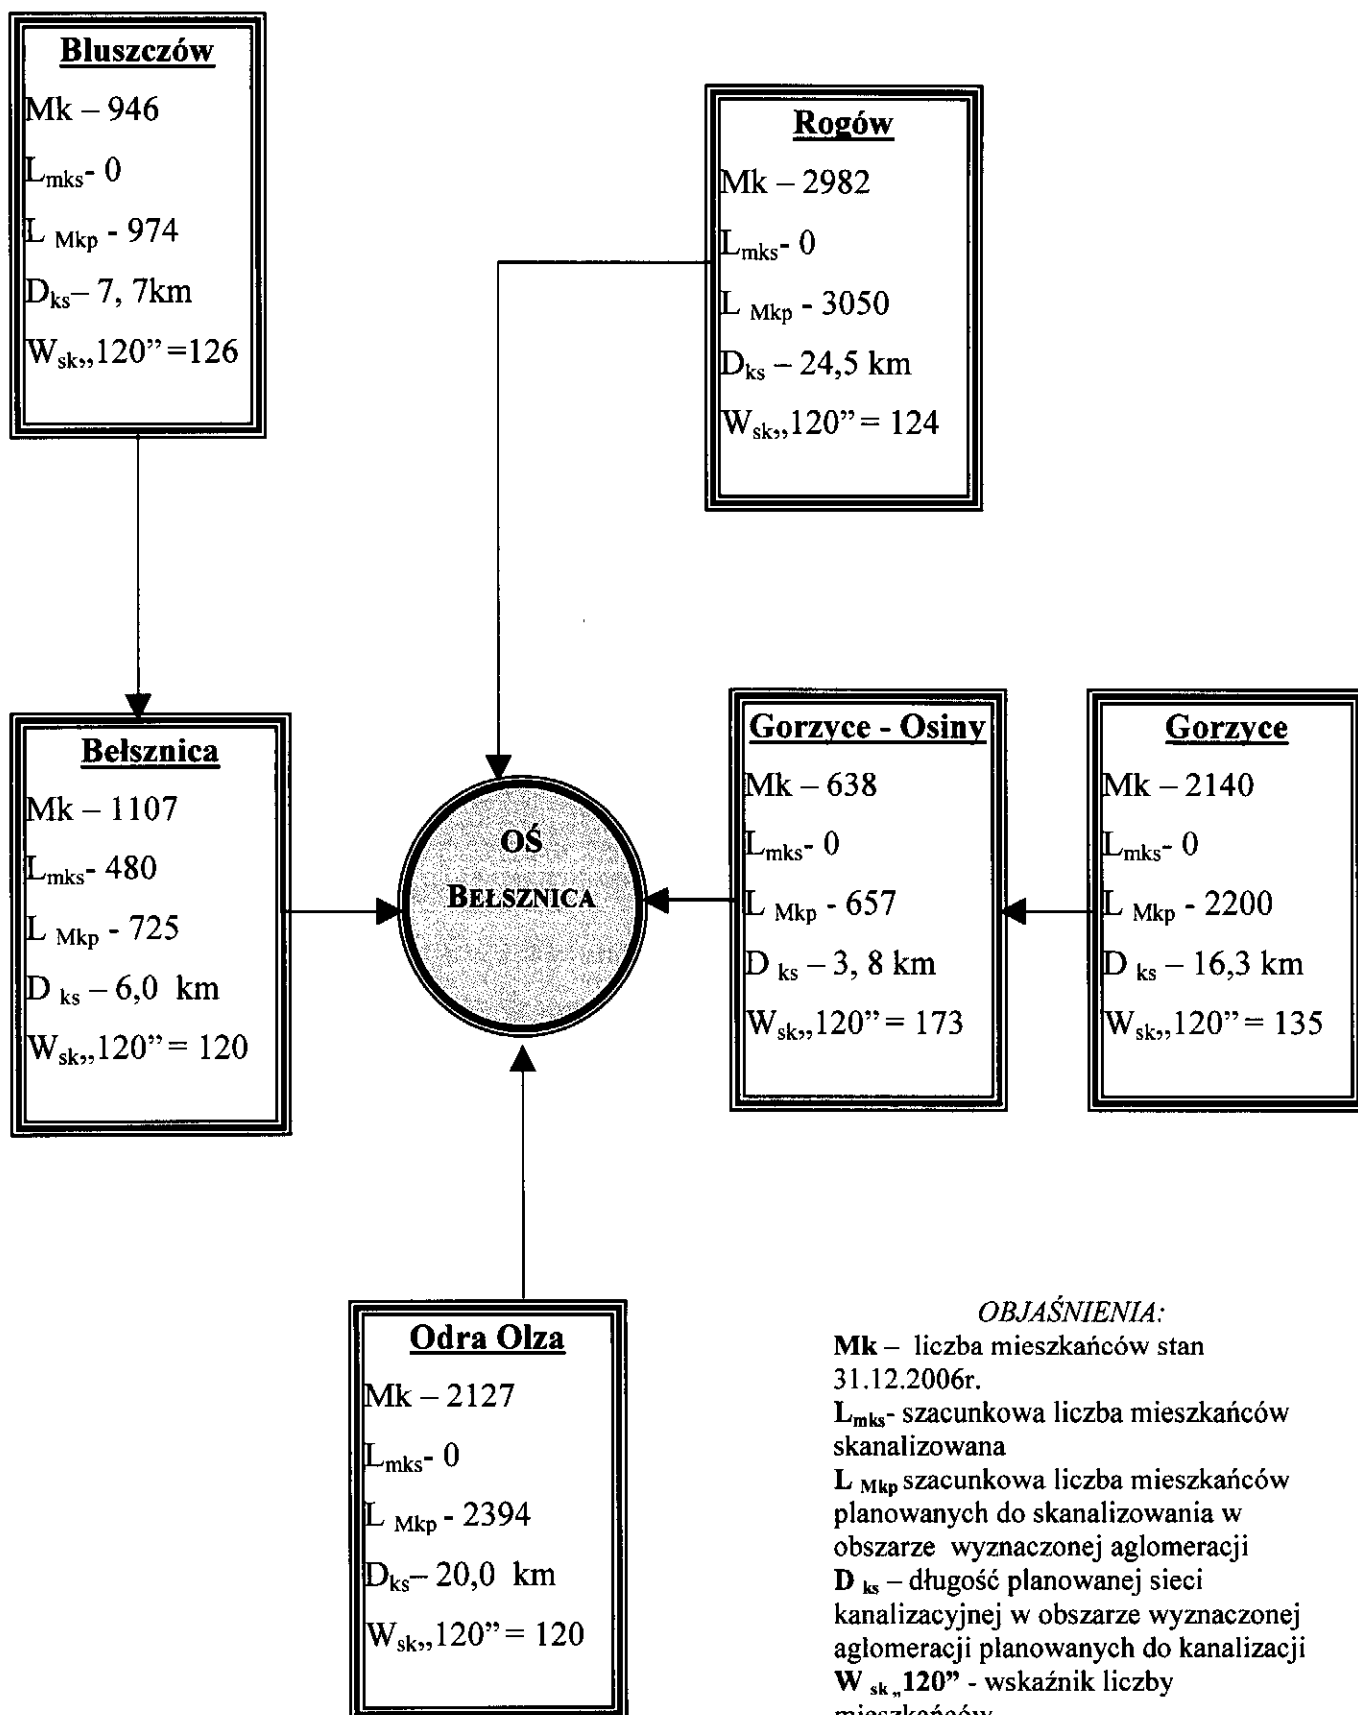 Bluszczów
Mk – 946
Lmks- 0
L Mkp - 974
Dks– 7, 7km
Wsk„120” =126
Rogów
Mk – 2982
Lmks- 0
L Mkp - 3050
Dks – 24,5 km
Wsk„120” = 124
Bełsznica
Mk – 1107
Lmks- 480
L Mkp - 725
D ks – 6,0 km
Wsk„120” = 120
OŚ
BEŁSZNICA
Gorzyce - Osiny
Mk – 638
Lmks- 0
L Mkp - 657
D ks – 3, 8 km
Wsk„120” = 173
Gorzyce
Mk – 2140
Lmks- 0
L Mkp - 2200
D ks – 16,3 km
Wsk„120” = 135
Odra Olza
Mk – 2127
Lmks- 0
L Mkp - 2394
Dks– 20,0 km
Wsk„120” = 120
OBJAŚNIENIA:
Mk – liczba mieszkańców stan
31.12.2006r.
Lmks- szacunkowa liczba mieszkańców
skanalizowana
L Mkp szacunkowa liczba mieszkańców
planowanych do skanalizowania w
obszarze wyznaczonej aglomeracji
D ks – długość planowanej sieci
kanalizacyjnej w obszarze wyznaczonej
aglomeracji planowanych do kanalizacji
W sk„120” - wskaźnik liczby
mieszkańców